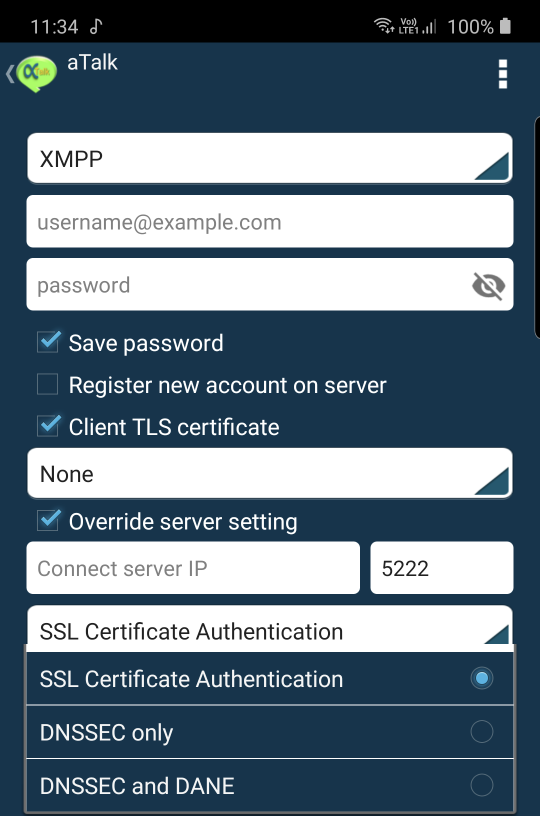 11:34 Vo)) LTE1 100%
aTalk
XMPP
username@example.com
password
Save password
Register new account on server
Client TLS certificate
None
Override server setting
Connect server IP 5222
SSL Certificate Authentication
SSL Certificate Authentication
DNSSEC only
DNSSEC and DANE